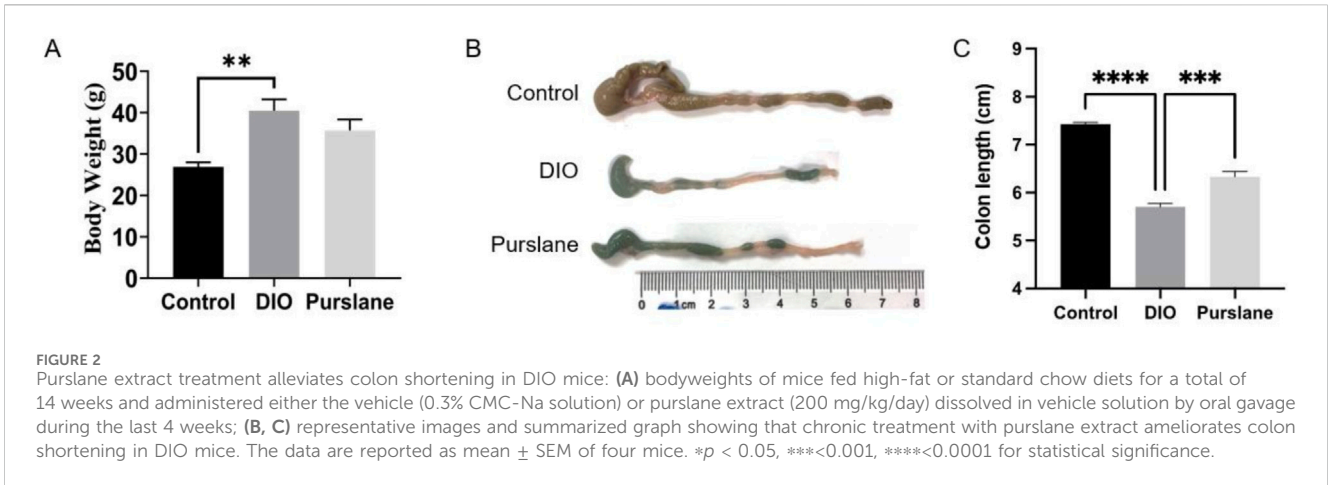 A
**
Body Weight (g)
50
40
30
20
10
0
Control DIO Purslane
B
Control
DIO
Purslane
0 1cm 2 3 4 5 6 7 8
C
**** ***
Colon length (cm)
9
8
7
6
5
4
Control DIO Purslane
FIGURE 2
Purslane extract treatment alleviates colon shortening in DIO mice: (A) bodyweights of mice fed high-fat or standard chow diets for a total of
14 weeks and administered either the vehicle (0.3% CMC-Na solution) or purslane extract (200 mg/kg/day) dissolved in vehicle solution by oral gavage
during the last 4 weeks; (B, C) representative images and summarized graph showing that chronic treatment with purslane extract ameliorates colon
shortening in DIO mice. The data are reported as mean ± SEM of four mice. *p < 0.05, ***<0.001, ****<0.0001 for statistical significance.